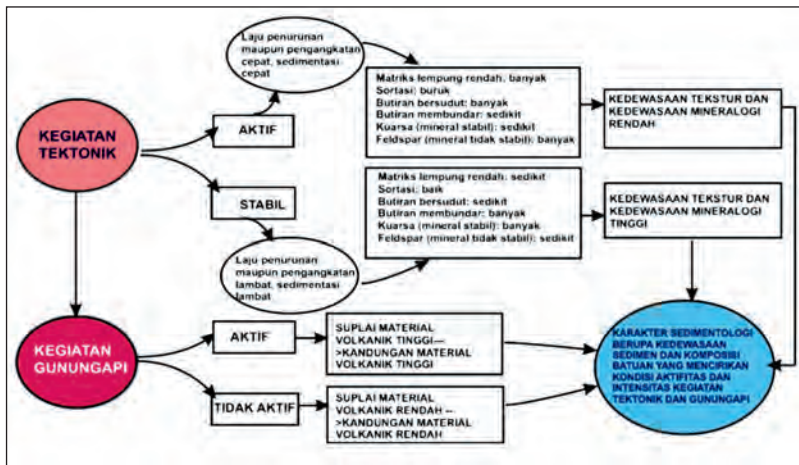 Laju penurunan
maupun pengangkatan
cepat, sedimentasi
cepat
KEGIATAN
TEKTONIK
AKTIF
Matriks lempung rendah: banyak
Sortasi: buruk
Butiran bersudut: banyak
Butiran membundar: sedikit
Kuarsa (mineral stabil): sedikit
Feldspar (mineral tidak stabil): banyak
KEDEWASAAN TEKSTUR DAN
KEDEWASAAN MINERALOGI
RENDAH
STABIL
Laju penurunan
maupun pengangkatan
lambat, sedimentasi
lambat
Matriks lempung rendah: sedikit
Sortasi: baik
Butiran bersudut: sedikit
Butiran membundar: banyak
Kuarsa (mineral stabil): banyak
Feldspar (mineral tidak stabil): sedikit
KEDEWASAAN TEKSTUR DAN
KEDEWASAAN MINERALOGI
TINGGI
KEGIATAN
GUNUNGAPI
AKTIF
SUPLAI MATERIAL
VOLKANIK TINGGI—
>KANDUNGAN MATERIAL
VOLKANIK TINGGI
TIDAK AKTIF
SUPLAI MATERIAL
VOLKANIK RENDAH –
>KANDUNGAN MATERIAL
VOLKANIK RENDAH
KARAKTER SEDIMENTOLOGI
BERUPA KEDEWASAAN
SEDIMEN DAN KOMPOSISI
BATUAN YANG MENCIRIKAN
KONDISI AKTIFITAS DAN
INTENSITAS KEGIATAN
TEKTONIK DAN GUNUNGAPI